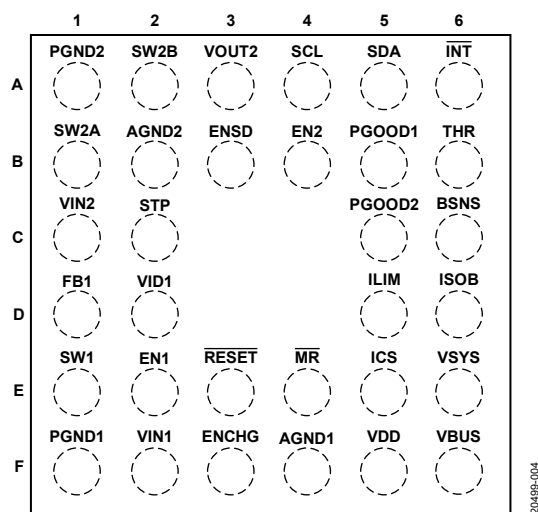 1 2 3 4 5 6
PGND2 SW2B VOUT2 SCL SDA INT
A
SW2A AGND2 ENSD EN2 PGOOD1 THR
B
VIN2 STP PGOOD2 BSNS
C
FB1 VID1 ILIM ISOB
D
SW1 EN1 RESET MR ICS VSYS
E
PGND1 VIN1 ENCHG AGND1 VDD VBUS
F
20499-004